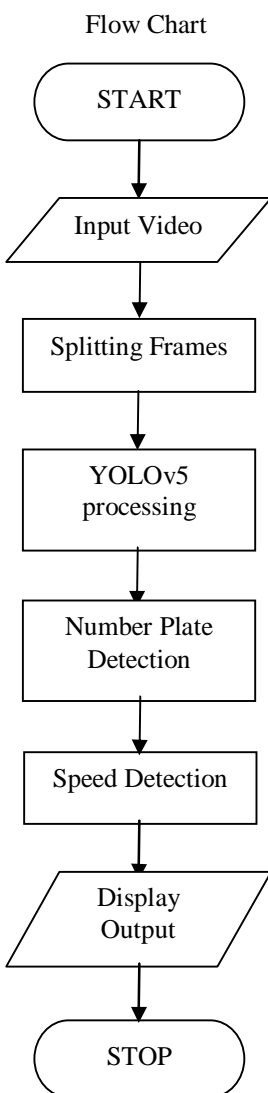 Flow Chart
START
Input Video
Splitting Frames
YOLOv5
processing
Number Plate
Detection
Speed Detection
Display
Output
STOP